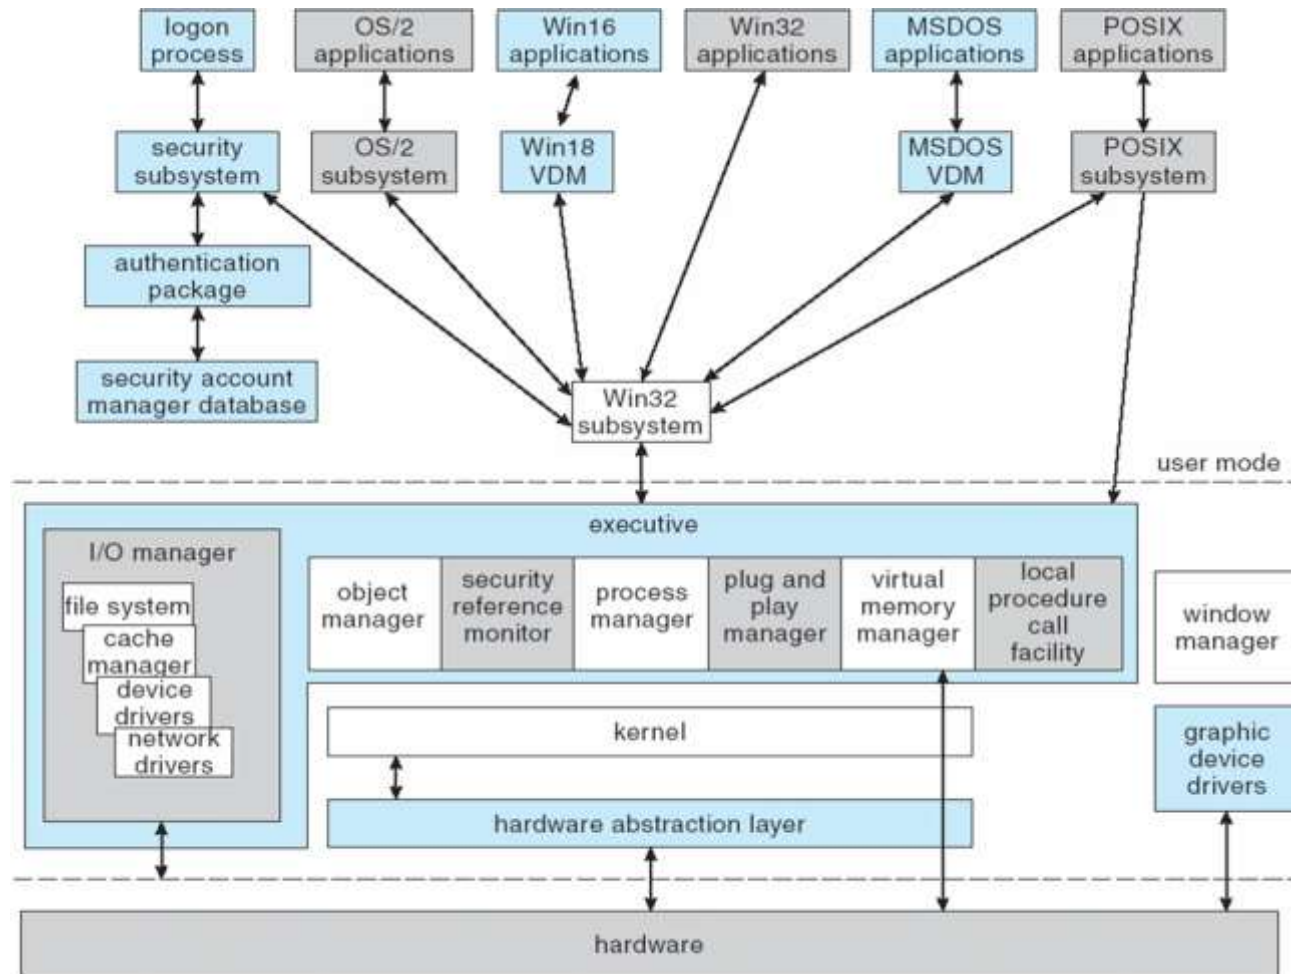 logon
process
OS/2
applications
Win16
applications
Win32
applications
MSDOS
applications
POSIX
applications
security
subsystem
OS/2
subsystem
Win18
VDM
MSDOS
VDM
POSIX
subsystem
authentication
package
security account
manager database
Win32
subsystem
user mode
executive
I/O manager
file system
cache
manager
device
drivers
network
drivers
object
manager
security
reference
monitor
process
manager
plug and
play
manager
virtual
memory
manager
local
procedure
call
facility
window
manager
kernel
graphic
device
drivers
hardware abstraction layer
hardware